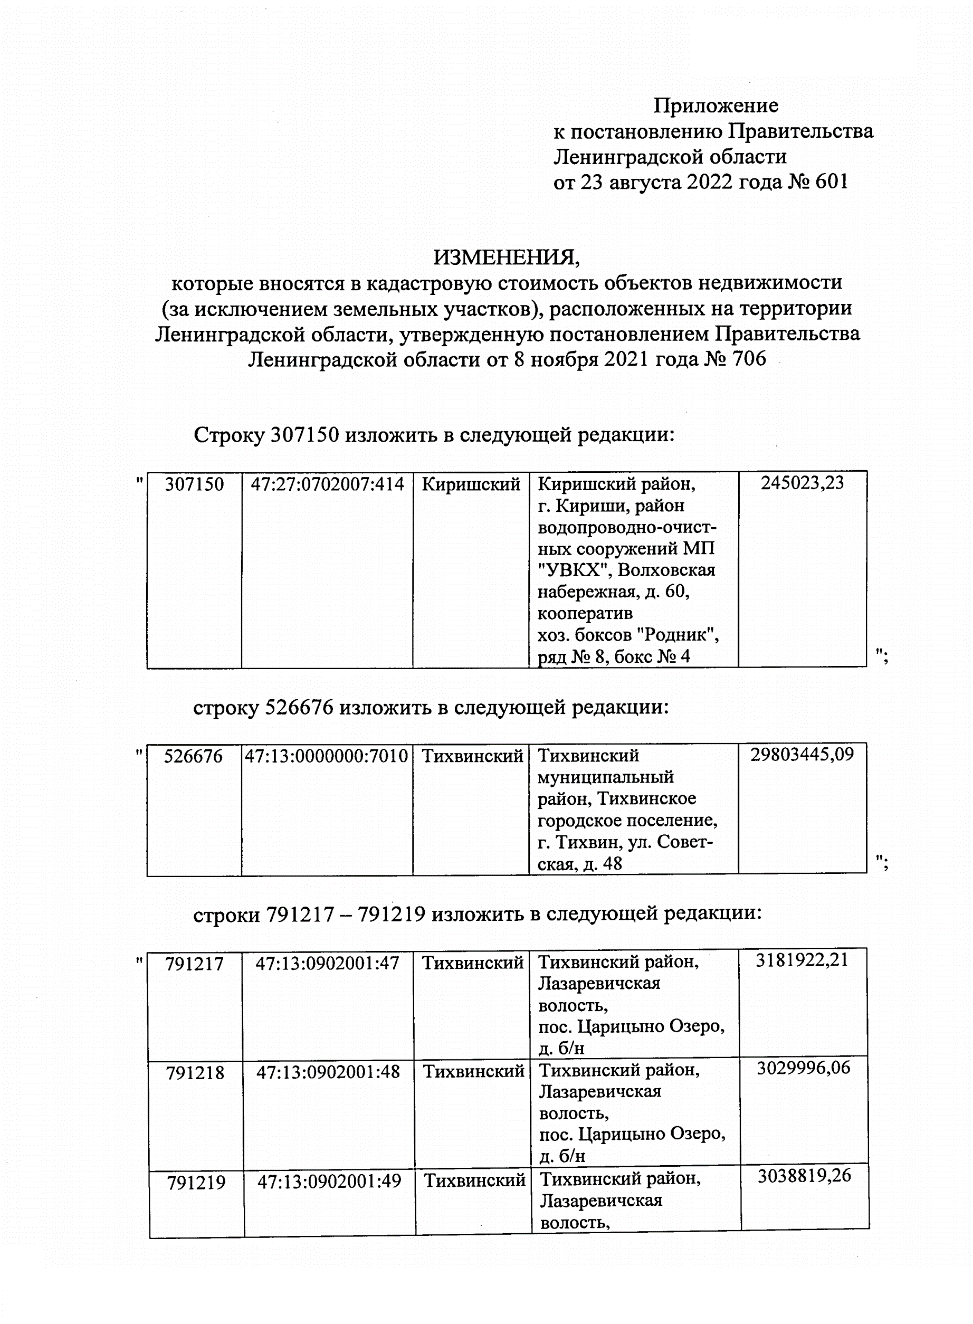 Приложение
к постановлению Правительства
Ленинградской области
от 23 августа 2022 года № 601
ИЗМЕНЕНИЯ,
которые вносятся в кадастровую стоимость объектов недвижимости
(за исключением земельных участков), расположенных на территории
Ленинградской области, утвержденную постановлением Правительства
Ленинградской области от 8 ноября 2021 года № 706
Строку 307150 изложить в следующей редакции:
" 307150 47:27:0702007:414 Киришский Киришский район, 245023,23
г. Кириши, район
водопроводно-очист-
ных сооружений МП
"УВКХ", Волховская
набережная, д. 60,
кооператив
хоз. боксов "Родник",
ряд № 8, бокс № 4 ";
строку 526676 изложить в следующей редакции:
" 526676 47:13:0000000:7010 Тихвинский Тихвинский 29803445,09
муниципальный
район, Тихвинское
городское поселение,
г. Тихвин, ул. Совет-
ская, д. 48 ";
строки 791217 – 791219 изложить в следующей редакции:
" 791217 47:13:0902001:47 Тихвинский Тихвинский район, 3181922,21
Лазаревичская
волость,
пос. Царицыно Озеро,
д. б/н
791218 47:13:0902001:48 Тихвинский Тихвинский район, 3029996,06
Лазаревичская
волость,
пос. Царицыно Озеро,
д. б/н
791219 47:13:0902001:49 Тихвинский Тихвинский район, 3038819,26
Лазаревичская
волость,